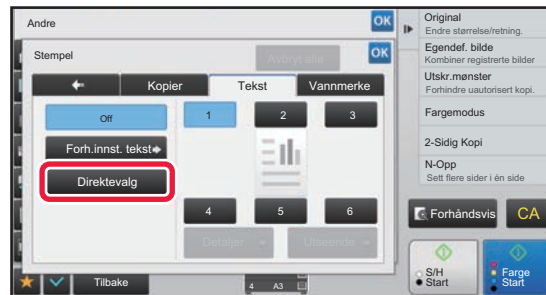 Andre
OK
Stempel
Avbryt alle
OK
Kopier
Tekst
Vannmerke
Off
Forh.innst. tekst
Direktevalg
1
2
3
4
5
6
Detaljer
Utseende
Tilbake
4
A3
Original
Endre størrelse/retning.
Egendef. bilde
Kombiner registrerte bilder
Utskr.mønster
Forhindre uautorisert kopi.
Fargemodus
2-Sidig Kopi
N-Opp
Sett flere sider i én side
Forhåndsvis
CA
S/H
Start
Farge
Start